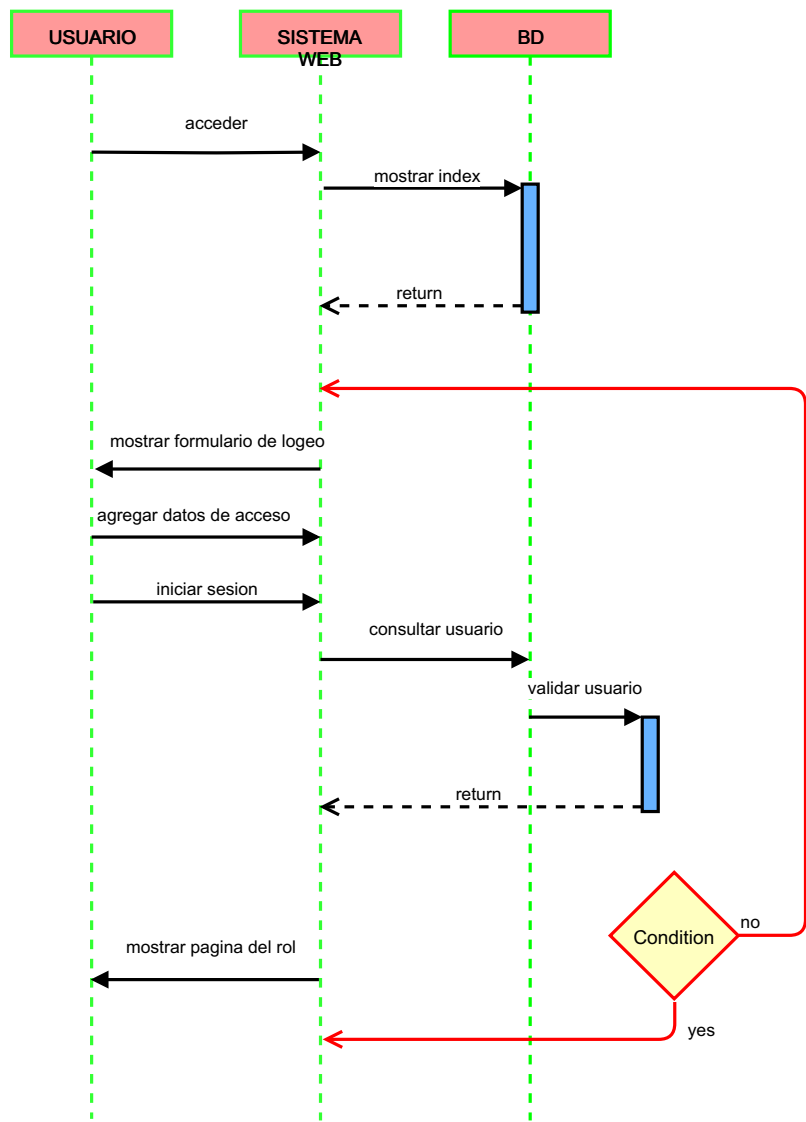 USUARIO
SISTEMA
WEB
BD
acceder
mostrar index
return
mostrar formulario de logeo
agregar datos de acceso
iniciar sesion
consultar usuario
validar usuario
return
Condition
no
mostrar pagina del rol
yes